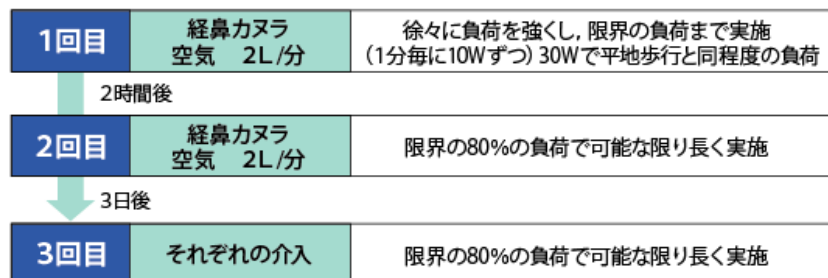 1回目
経鼻カヌラ
空気 2L/分
徐々に負荷を強くし，限界の負荷まで実施
（1分毎に10Wずつ）30Wで平地歩行と同程度の負荷
2時間後
2回目
経鼻カヌラ
空気 2L/分
限界の80%の負荷で可能な限り長く実施
3日後
3回目
それぞれの介入
限界の80%の負荷で可能な限り長く実施